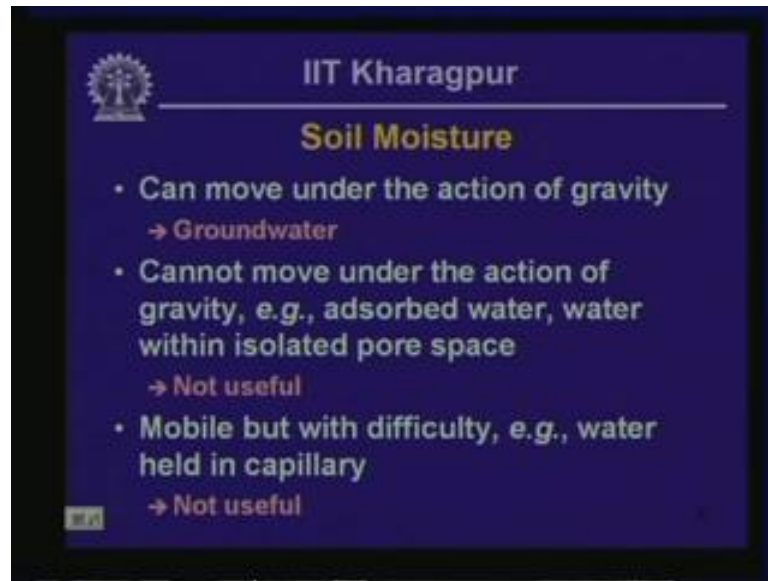 IIT Kharagpur
Soil Moisture
• Can move under the action of gravity
→ Groundwater
• Cannot move under the action of
gravity, e.g., adsorbed water, water
within isolated pore space
→ Not useful
• Mobile but with difficulty, e.g., water
held in capillary
→ Not useful